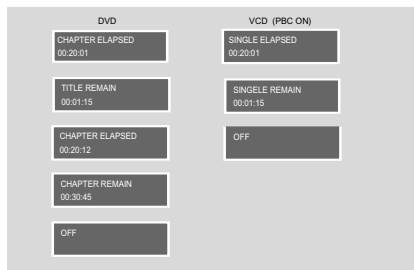 DVD
CHAPTER ELAPSED
00:20:01
TITLE REMAIN
00:01:15
CHAPTER ELAPSED
00:20:12
CHAPTER REMAIN
00:30:45
OFF
VCD (PBC ON)
SINGLE ELAPSED
00:20:01
SINGELE REMAIN
00:01:15
OFF